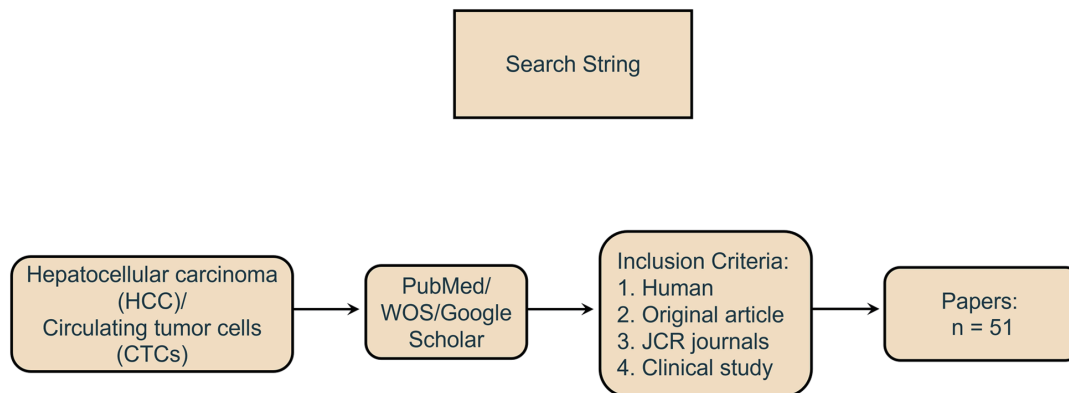 Search String
Hepatocellular carcinoma
(HCC)/
Circulating tumor cells
(CTCs)
PubMed/
WOS/Google
Scholar
Inclusion Criteria:
1. Human
2. Original article
3. JCR journals
4. Clinical study
Papers:
n = 51